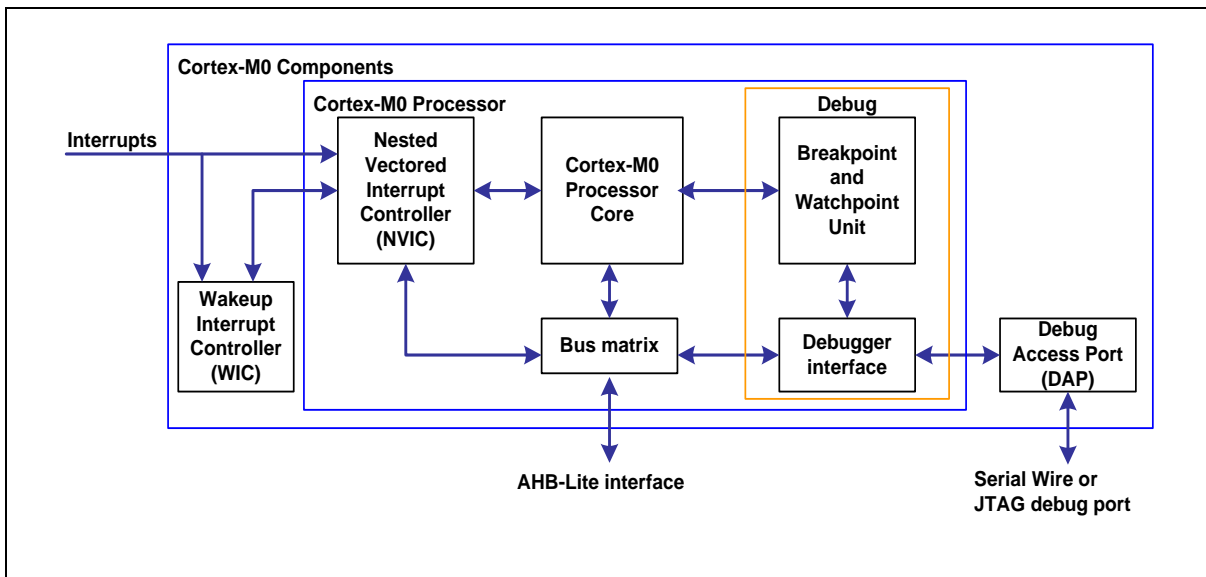 Cortex-M0 Components
Cortex-M0 Processor
Debug
Interrupts
Nested
Vectored
Interrupt
Controller
(NVIC)
Cortex-M0
Processor
Core
Breakpoint
and
Watchpoint
Unit
Wakeup
Interrupt
Controller
(WIC)
Bus matrix
Debugger
interface
Debug
Access Port
(DAP)
AHB-Lite interface
Serial Wire or
JTAG debug port